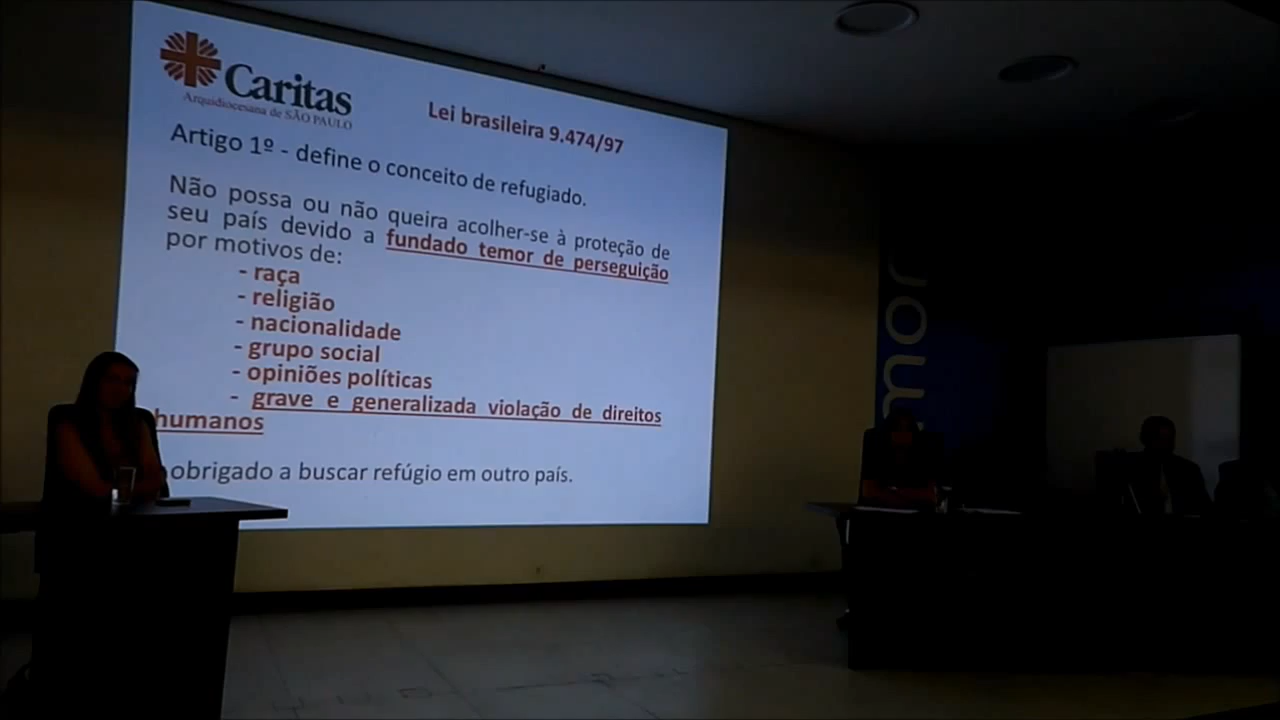 Caritas
Arquidiocesana de SÃO PAULO
Lei brasileira 9.474/97
Artigo 1º - define o conceito de refugiado.
Não possa ou não queira acolher-se à proteção de
seu país devido a fundado temor de perseguição
por motivos de:
- raça
- religião
- nacionalidade
- grupo social
- opiniões políticas
- grave e generalizada violação de direitos
humanos
obrigado a buscar refúgio em outro país.